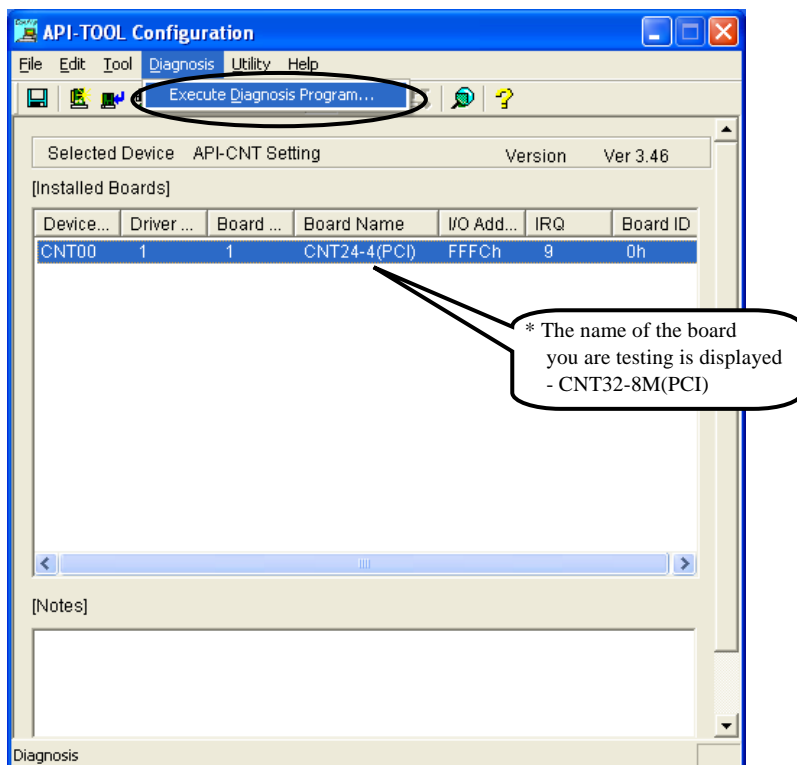 API-TOOL Configuration
File Edit Tool Diagnosis Utility Help
Execute Diagnosis Program...
Selected Device API-CNT Setting Version Ver 3.46
[Installed Boards]
Device... Driver ... Board ... Board Name I/O Add... IRQ Board ID
CNT00 1 1 CNT24-4(PCI) FFFCh 9 0h
* The name of the board
you are testing is displayed
- CNT32-8M(PCI)
[Notes]
Diagnosis